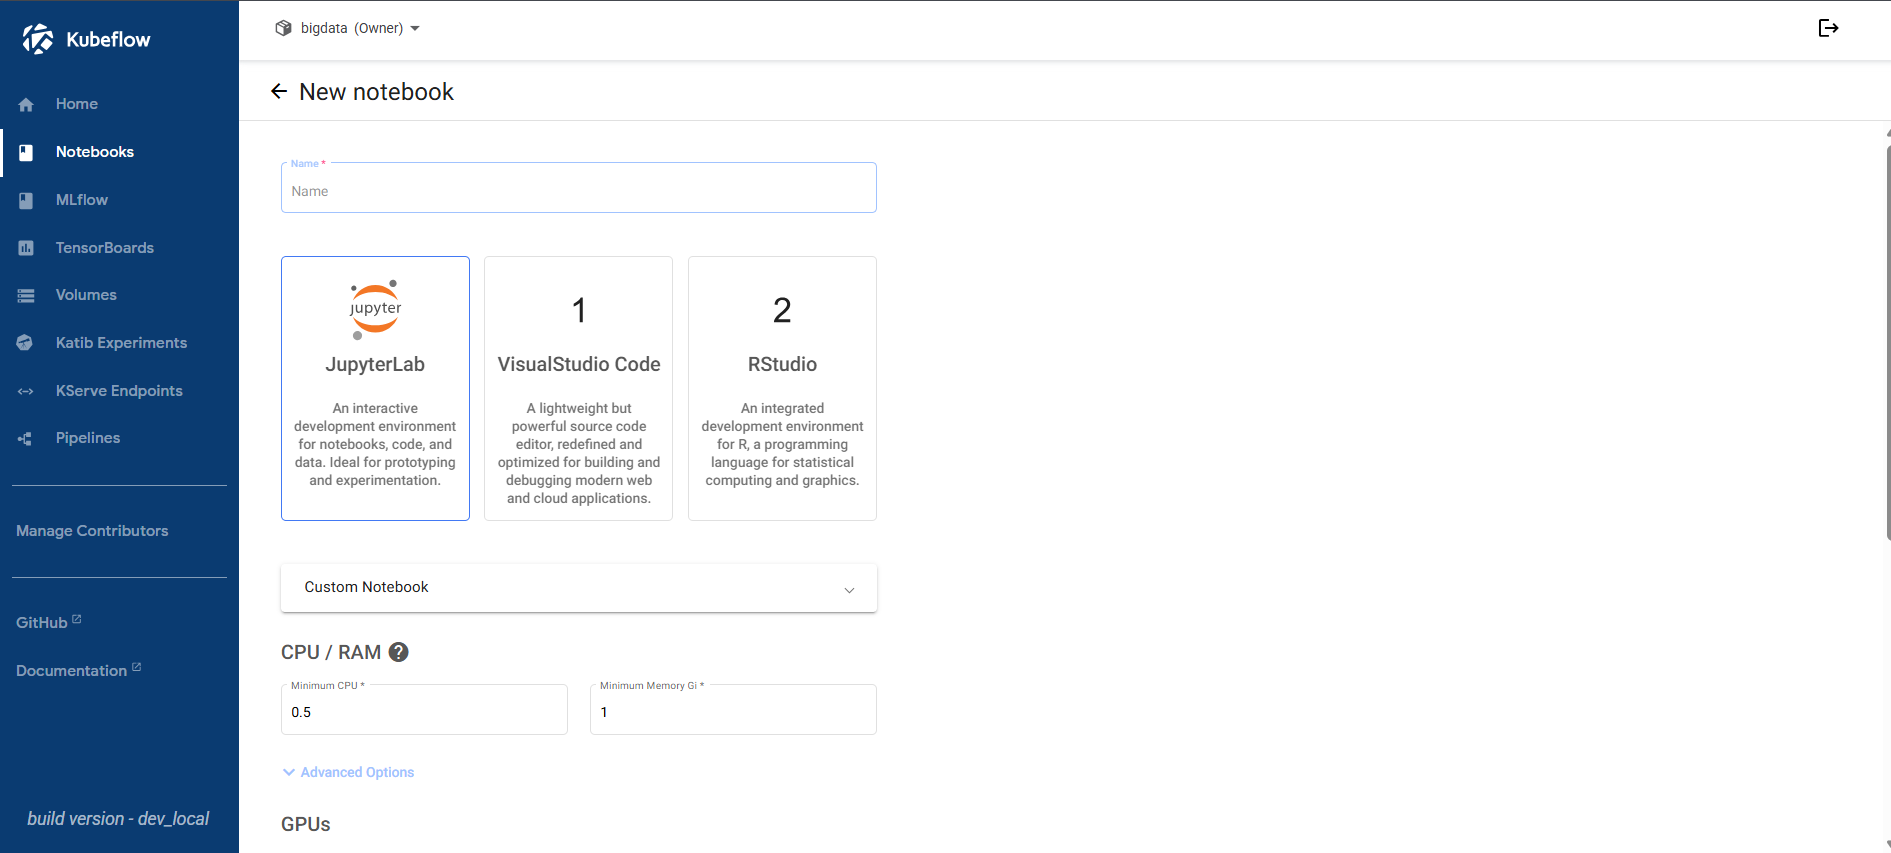 Kubeflow
Home
Notebooks
MLflow
TensorBoards
Volumes
Katib Experiments
KServe Endpoints
Pipelines
Manage Contributors
GitHub
Documentation
build version - dev_local
bigdata (Owner)
New notebook
Name *
Name
jupyter
JupyterLab
An interactive
development environment
for notebooks, code, and
data. Ideal for prototyping
and experimentation.
1
VisualStudio Code
A lightweight but
powerful source code
editor, redefined and
optimized for building and
debugging modern web
and cloud applications.
2
RStudio
An integrated
development environment
for R, a programming
language for statistical
computing and graphics.
Custom Notebook
CPU / RAM ?
Minimum CPU *
0.5
Minimum Memory Gi *
1
Advanced Options
GPUs